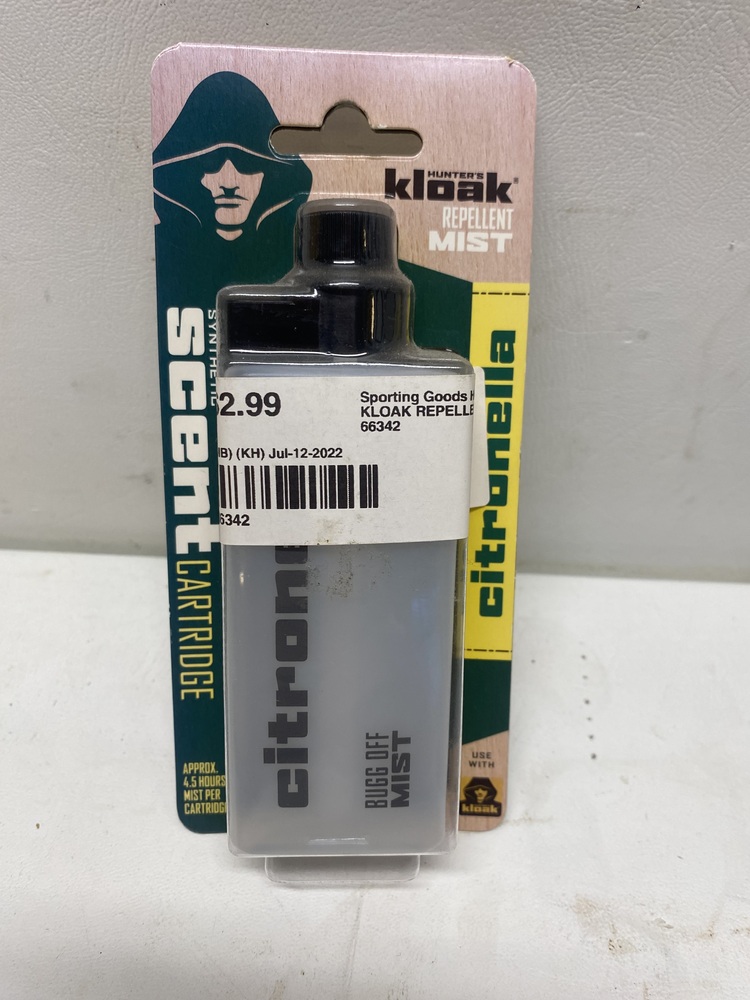 HUNTER'S
kloak®
REPELLENT
MIST
SYNTHETIC
scent
CARTRIDGE
citronella
2.99
Sporting Goods
KLOAK REPELLE
66342
(KH) Jul-12-2022
6342
citrone
BUGG OFF
MIST
APPROX.
4.5 HOURS
MIST PER
CARTRIDG
USE
WITH
kloak